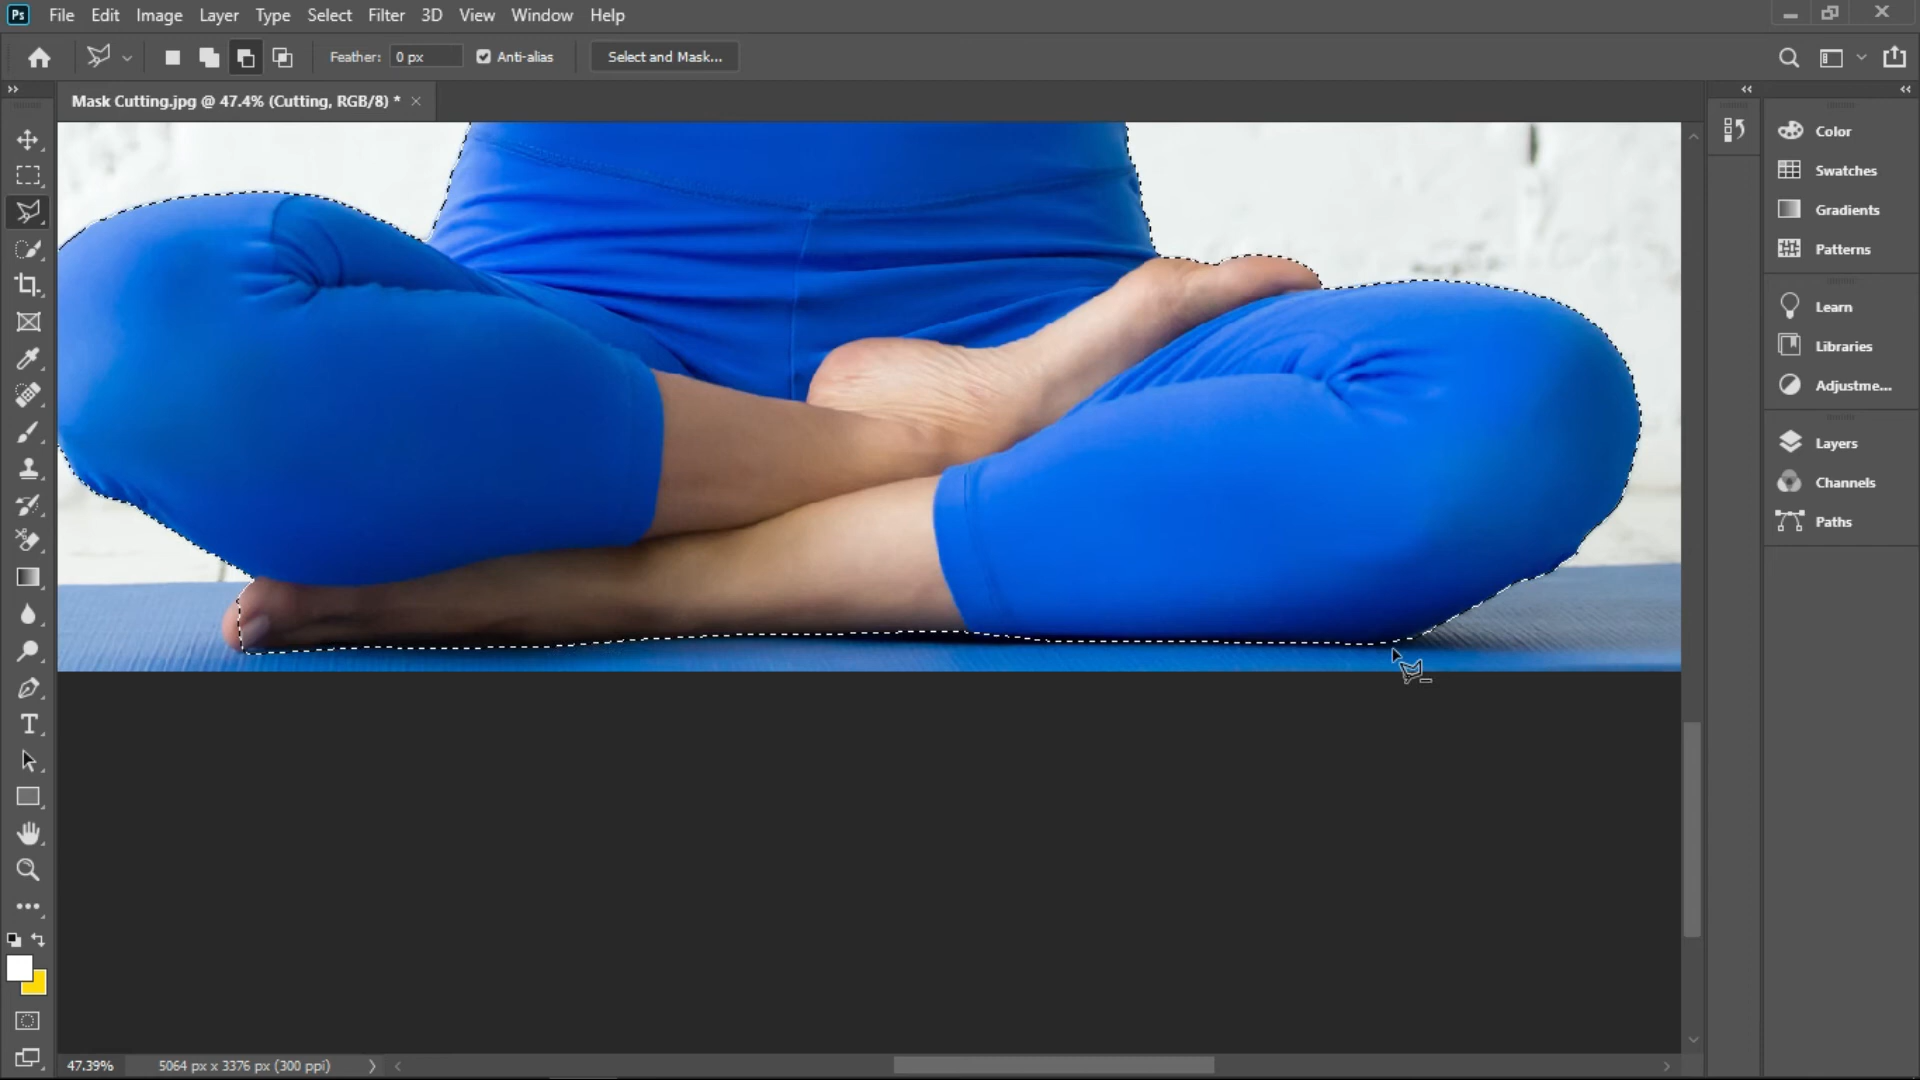 Ps File Edit Image Layer Type Select Filter 3D View Window Help
Feather: 0 px Anti-alias Select and Mask...
Mask Cutting.jpg @ 47.4% (Cutting, RGB/8) *
Color
Swatches
Gradients
Patterns
Learn
Libraries
Adjustme...
Layers
Channels
Paths
47.39% 5064 px x 3376 px (300 ppi)